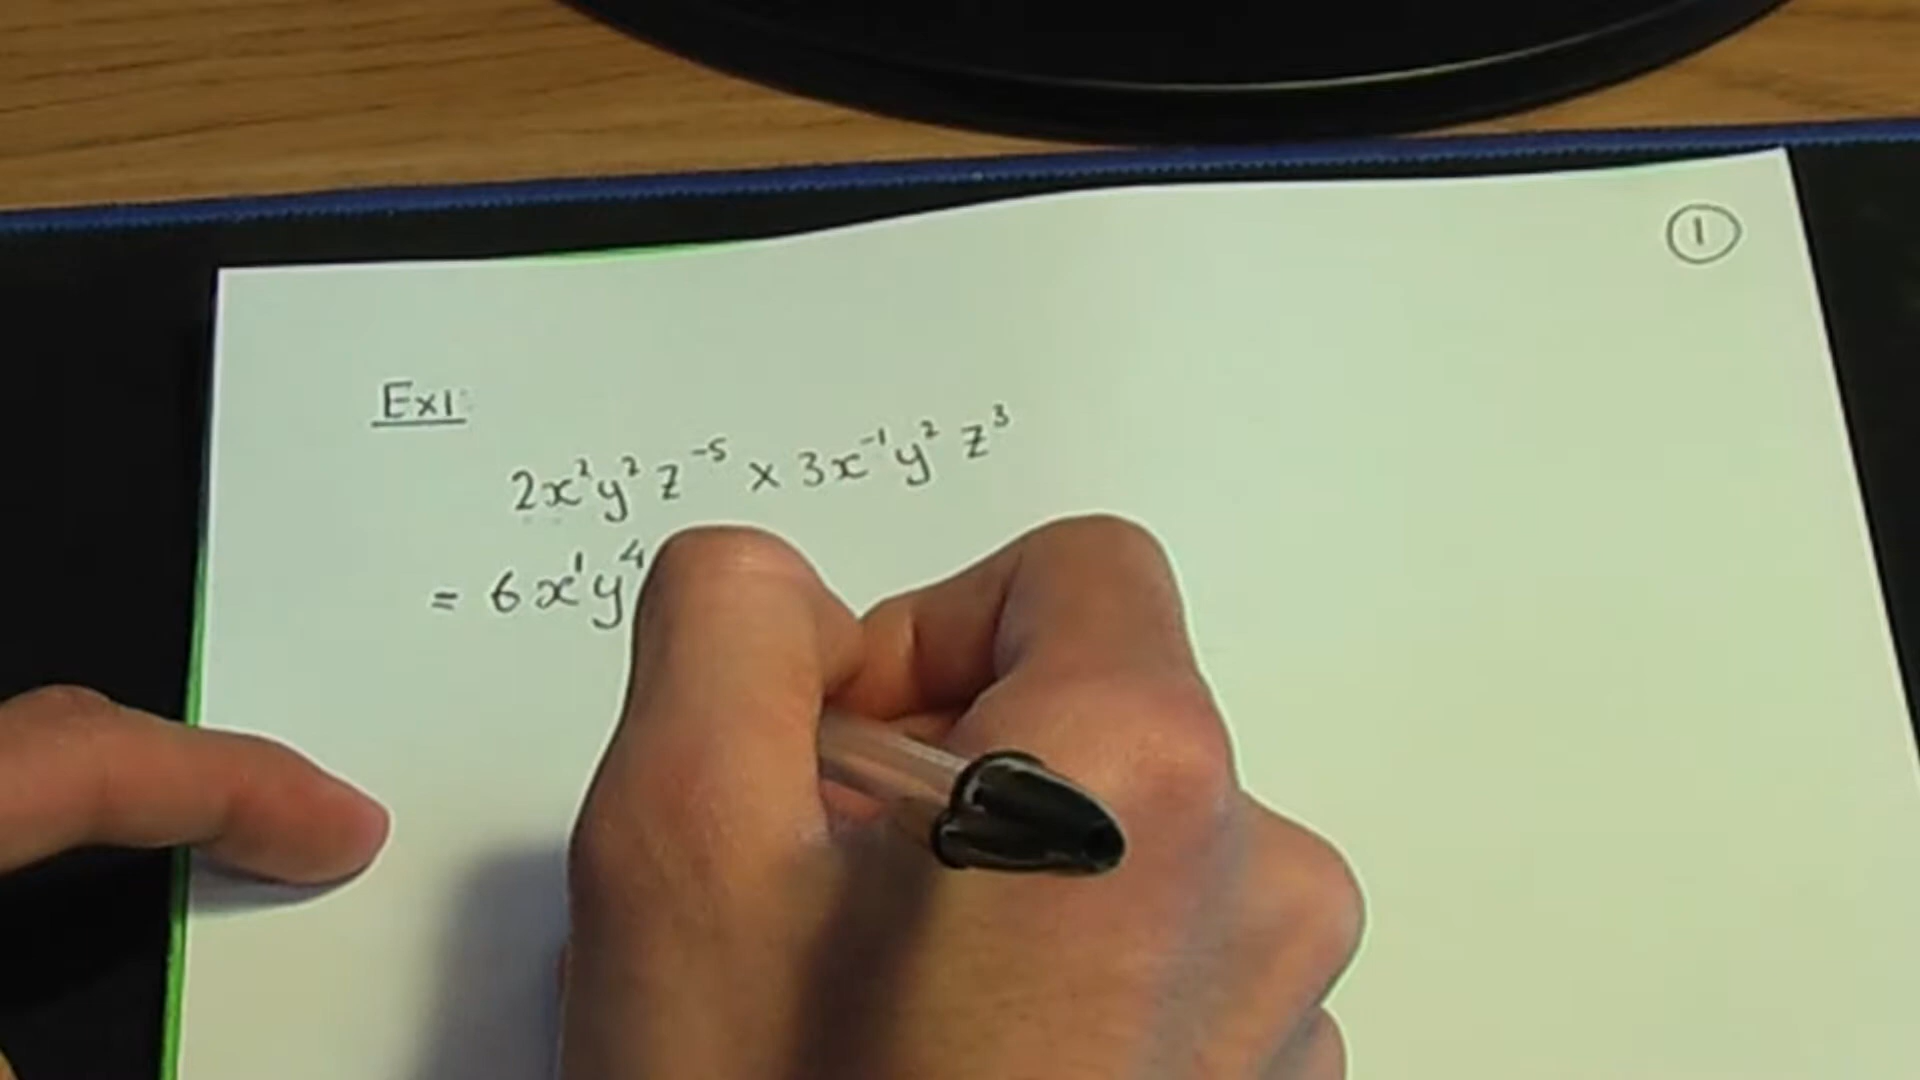 ①
Ex1:
2x²y²z⁻⁵ × 3x⁻¹y²z³
= 6x¹y⁴